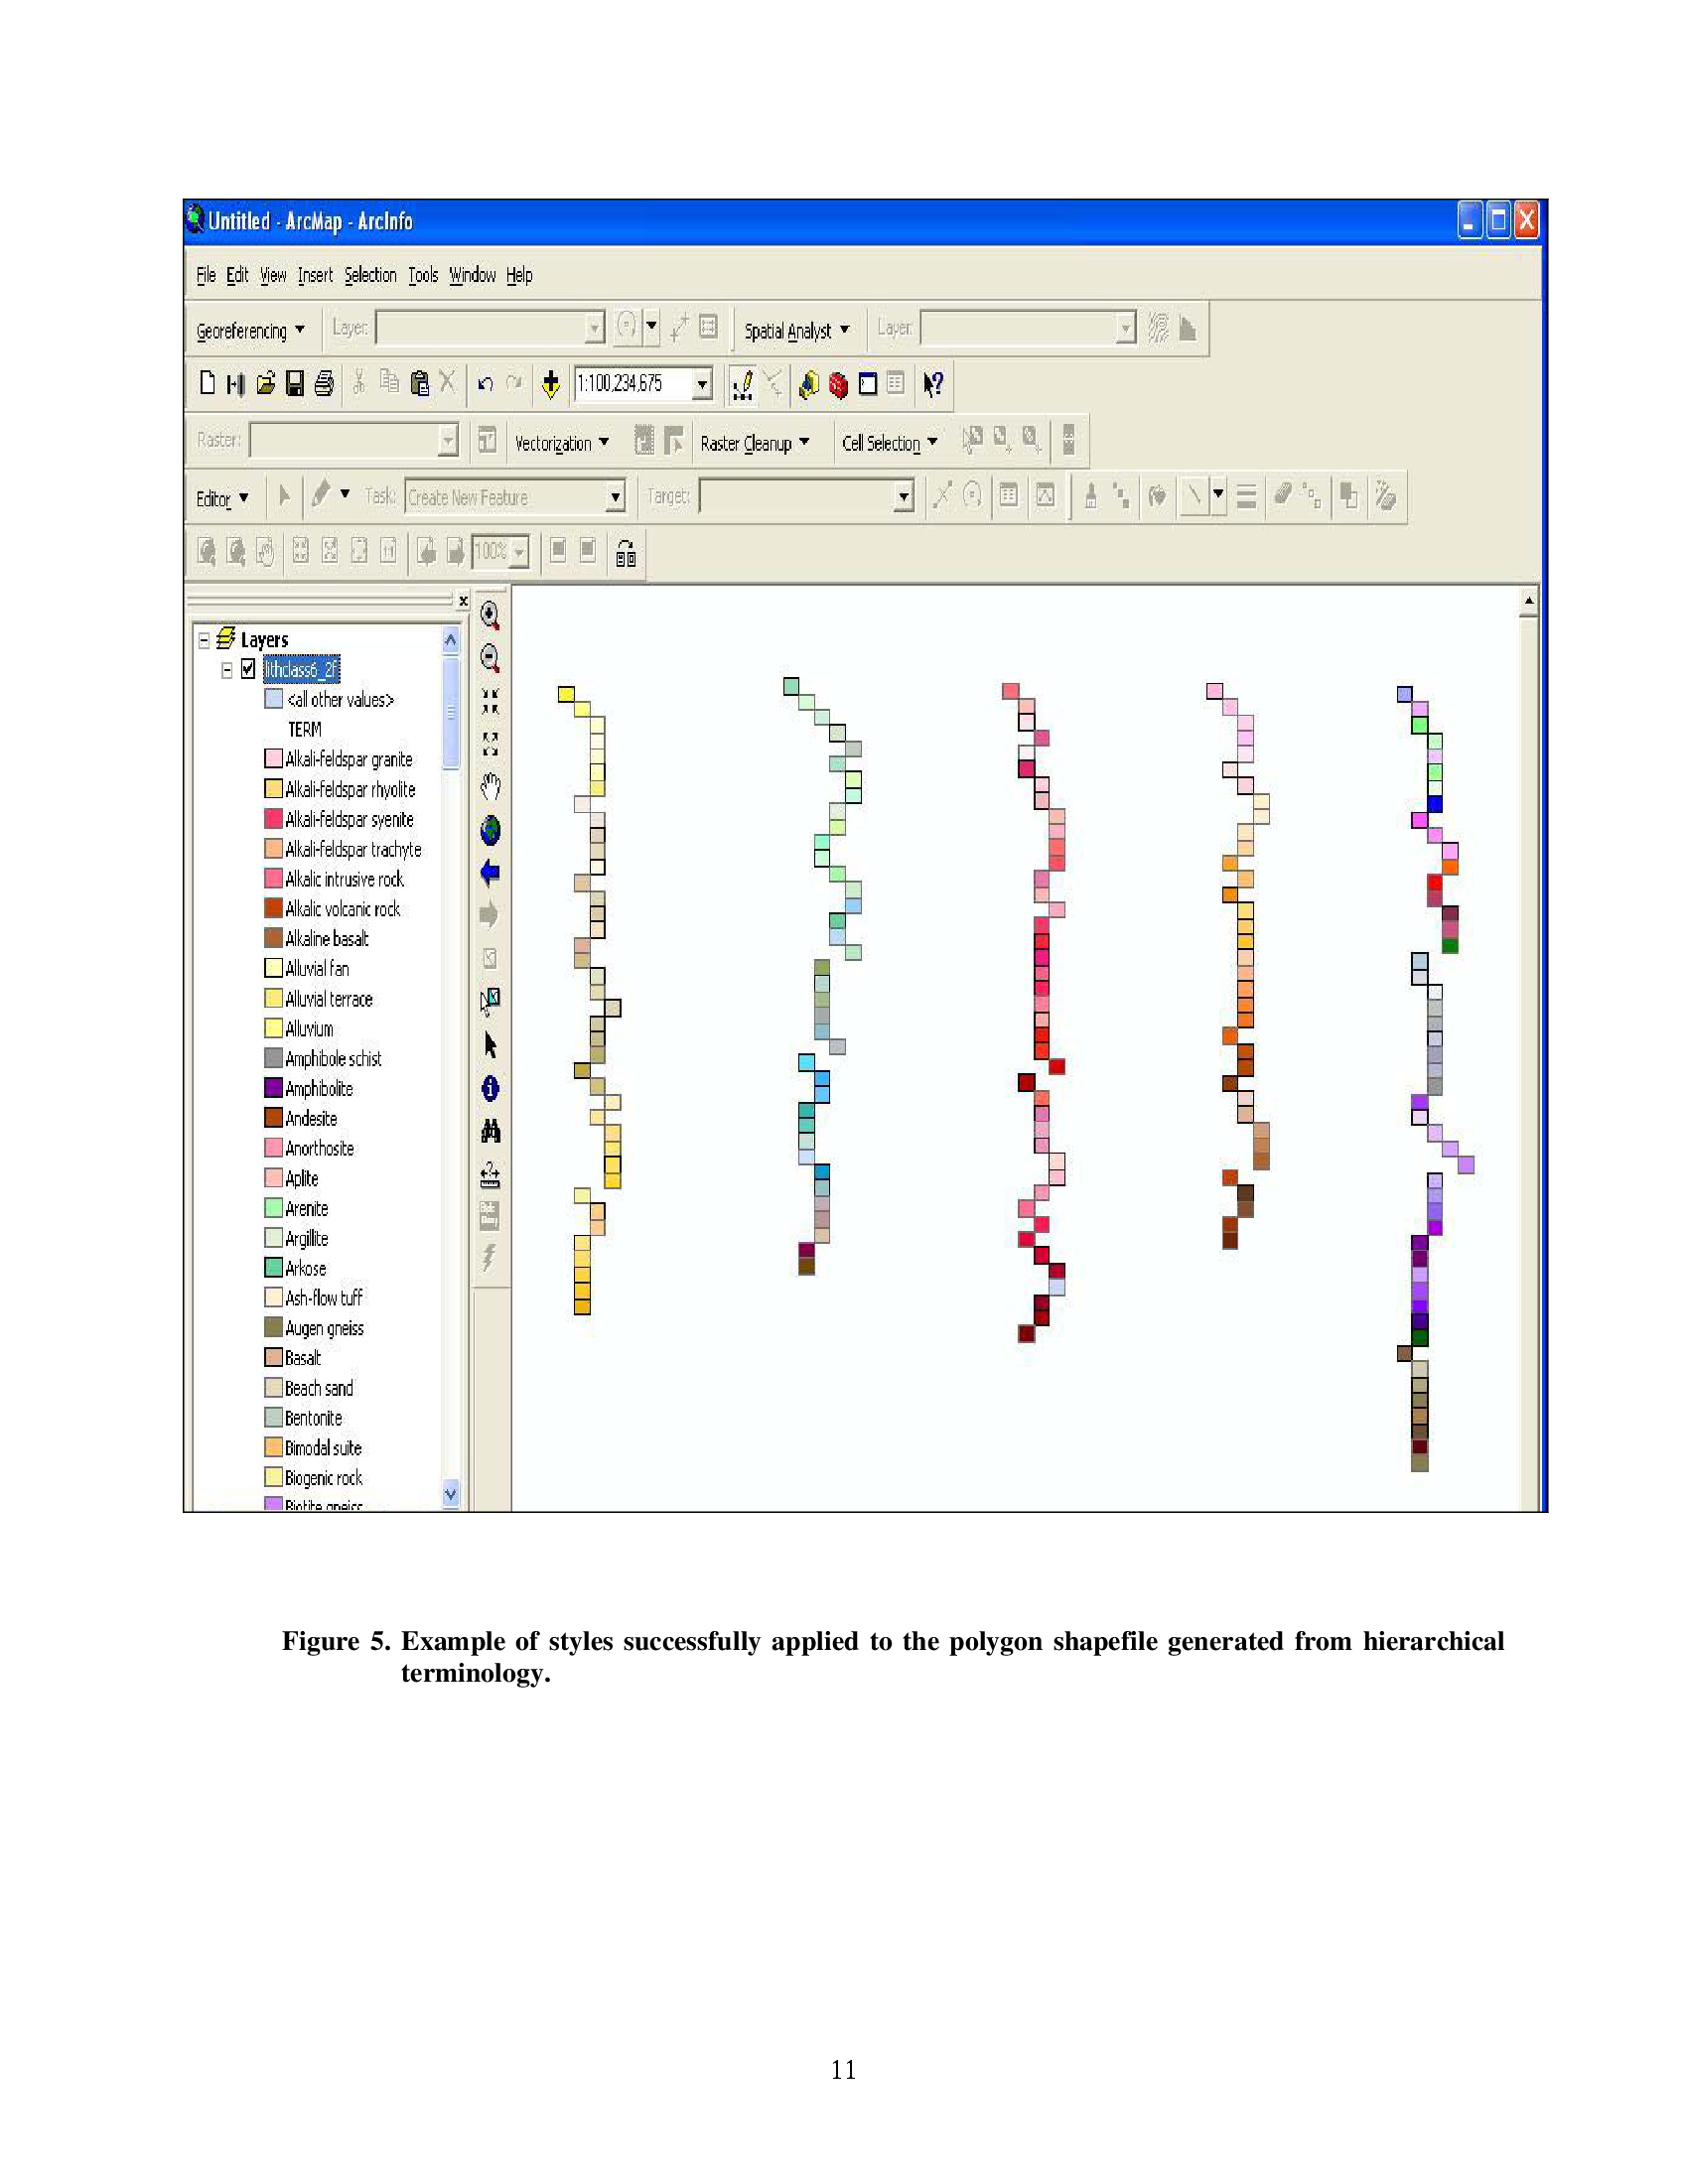 Untitled - ArcMap - ArcInfo
File Edit View Insert Selection Tools Window Help
Georeferencing Layer: Spatial Analyst Layer:
1:100,234,675
Raster: Vectorization Raster Cleanup Cell Selection
Editor Task: Create New Feature Target:
100%
Layers
lithclass6_2f
<all other values>
TERM
Alkali-feldspar granite
Alkali-feldspar rhyolite
Alkali-feldspar syenite
Alkali-feldspar trachyte
Alkalic intrusive rock
Alkalic volcanic rock
Alkaline basalt
Alluvial fan
Alluvial terrace
Alluvium
Amphibole schist
Amphibolite
Andesite
Anorthosite
Aplite
Arenite
Argillite
Arkose
Ash-flow tuff
Augen gneiss
Basalt
Beach sand
Bentonite
Bimodal suite
Biogenic rock
Biotite gneiss
Figure 5. Example of styles successfully applied to the polygon shapefile generated from hierarchical
terminology.
11